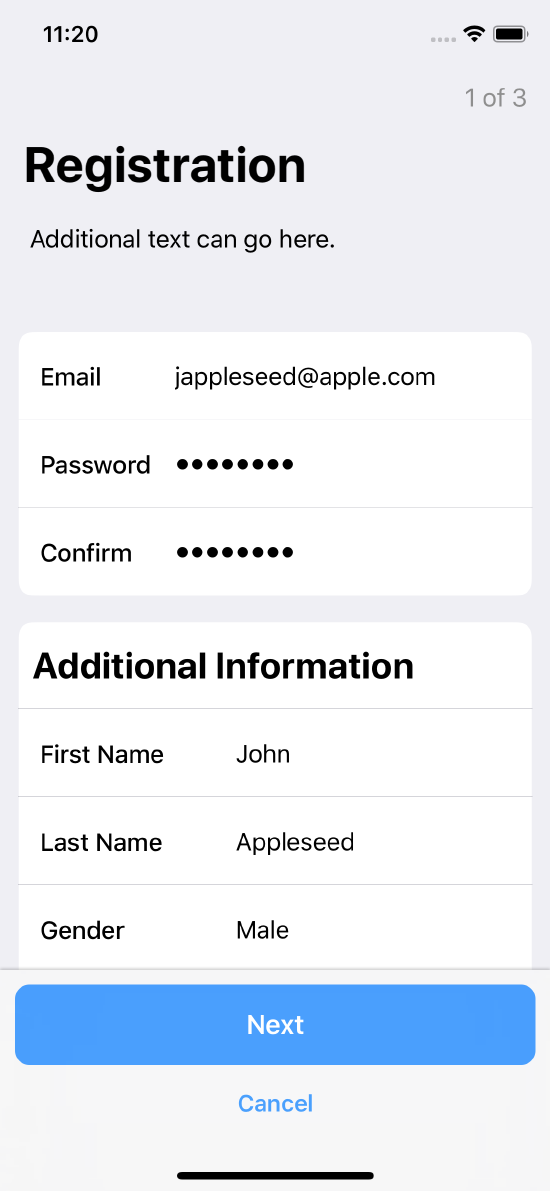 11:20
1 of 3
Registration
Additional text can go here.
Email jappleseed@apple.com
Password ••••••••
Confirm ••••••••
Additional Information
First Name John
Last Name Appleseed
Gender Male
Next
Cancel